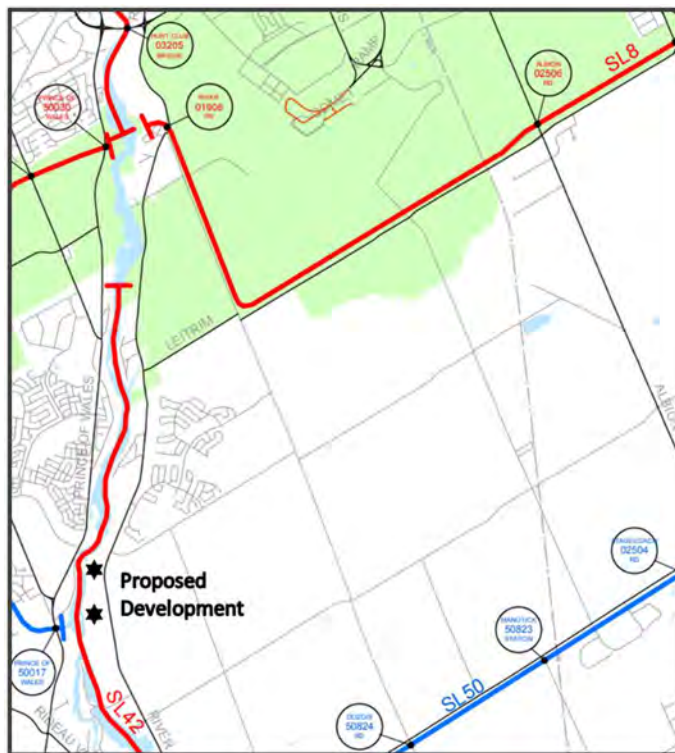 HUNT CLUB
03205
BRIDGE
PRINCE OF
50030
WALES
RIVER
01906
RD
ALBION
02506
RD
SL8
LEITRIM
PRINCE OF WALES
ALBION
Proposed
Development
STAGECOACH
02504
RD
MANOTICK
50823
STATION
SL50
50824
RD
PRINCE OF
50017
WALES
SL42
RIVER